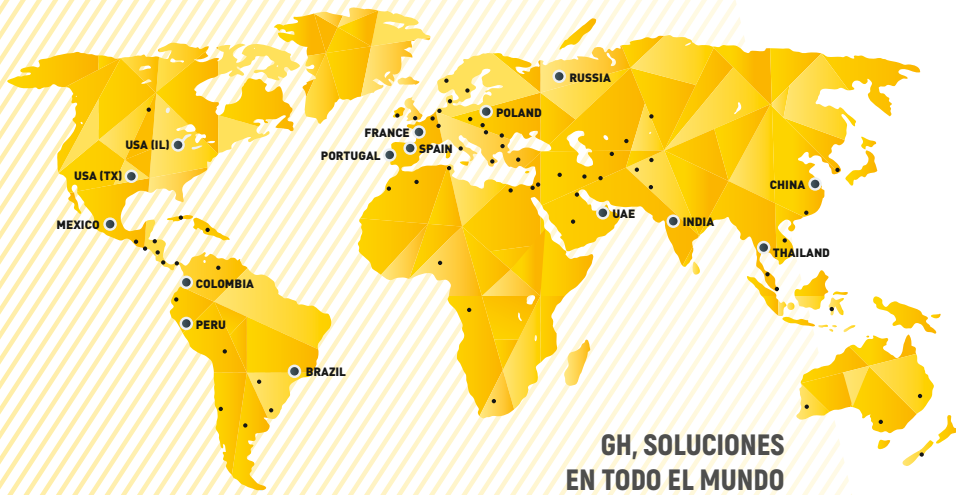 RUSSIA
POLAND
FRANCE
USA (IL)
SPAIN
PORTUGAL
USA (TX)
CHINA
UAE
MEXICO
INDIA
THAILAND
COLOMBIA
PERU
BRAZIL
GH, SOLUCIONES
EN TODO EL MUNDO